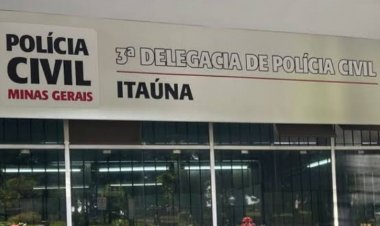 POLÍCIA
CIVIL
MINAS GERAIS
3ª DELEGACIA DE POLÍCIA CIVIL
ITAÚNA